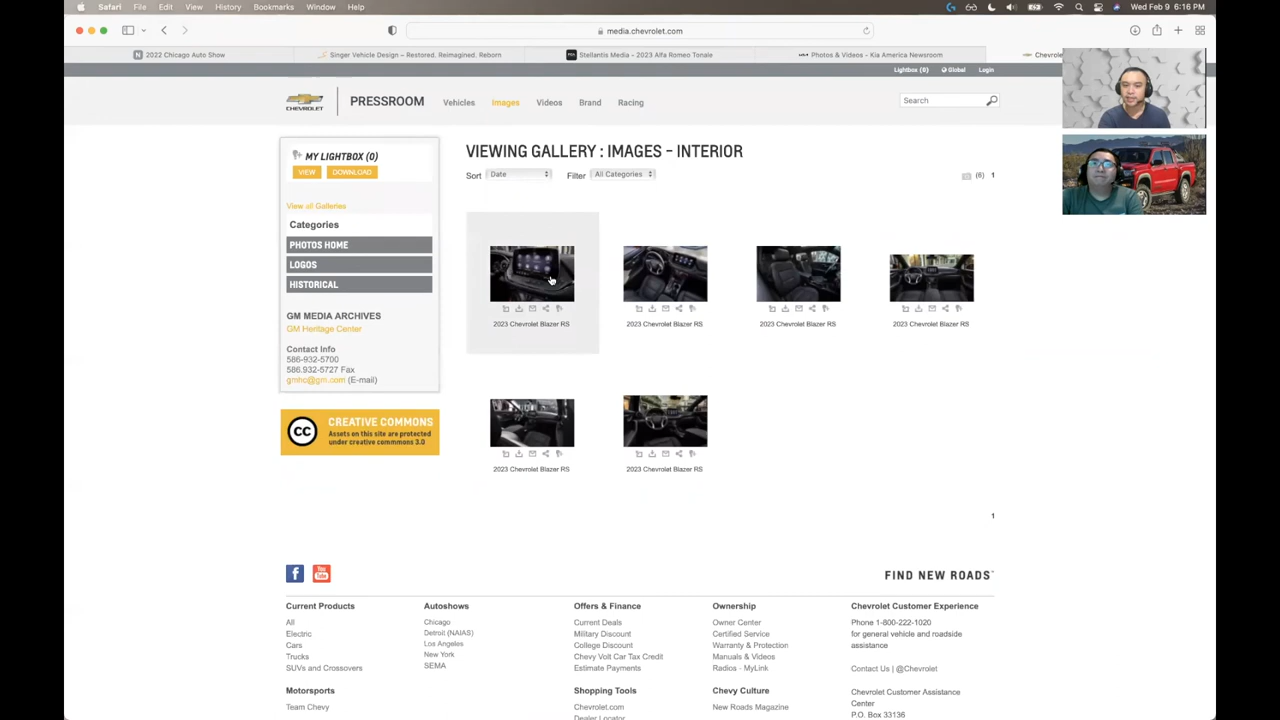 Safari File Edit View History Bookmarks Window Help
Wed Feb 9 6:16 PM
media.chevrolet.com
2022 Chicago Auto Show
Singer Vehicle Design – Restored. Reimagined. Reborn
Stellantis Media - 2023 Alfa Romeo Tonale
Photos & Videos - Kia America Newsroom
Lightbox (0) Global Login
CHEVROLET
PRESSROOM Vehicles Images Videos Brand Racing
Search
MY LIGHTBOX (0)
VIEW DOWNLOAD
View all Galleries
Categories
PHOTOS HOME
LOGOS
HISTORICAL
GM MEDIA ARCHIVES
GM Heritage Center
Contact Info
586-932-5700
586.932-5727 Fax
gmhc@gm.com (E-mail)
CC
CREATIVE COMMONS
Assets on this site are protected
under creative commmons 3.0
VIEWING GALLERY : IMAGES - INTERIOR
Sort Date Filter All Categories
(6) 1
2023 Chevrolet Blazer RS
2023 Chevrolet Blazer RS
2023 Chevrolet Blazer RS
2023 Chevrolet Blazer RS
2023 Chevrolet Blazer RS
2023 Chevrolet Blazer RS
1
You Tube
FIND NEW ROADS™
Current Products
All
Electric
Cars
Trucks
SUVs and Crossovers
Motorsports
Team Chevy
Autoshows
Chicago
Detroit (NAIAS)
Los Angeles
New York
SEMA
Offers & Finance
Current Deals
Military Discount
College Discount
Chevy Volt Car Tax Credit
Estimate Payments
Shopping Tools
Chevrolet.com
Dealer Locator
Ownership
Owner Center
Certified Service
Warranty & Protection
Manuals & Videos
Radios - MyLink
Chevy Culture
New Roads Magazine
Chevrolet Customer Experience
Phone 1-800-222-1020
for general vehicle and roadside
assistance
Contact Us | @Chevrolet
Chevrolet Customer Assistance
Center
P.O. Box 33136